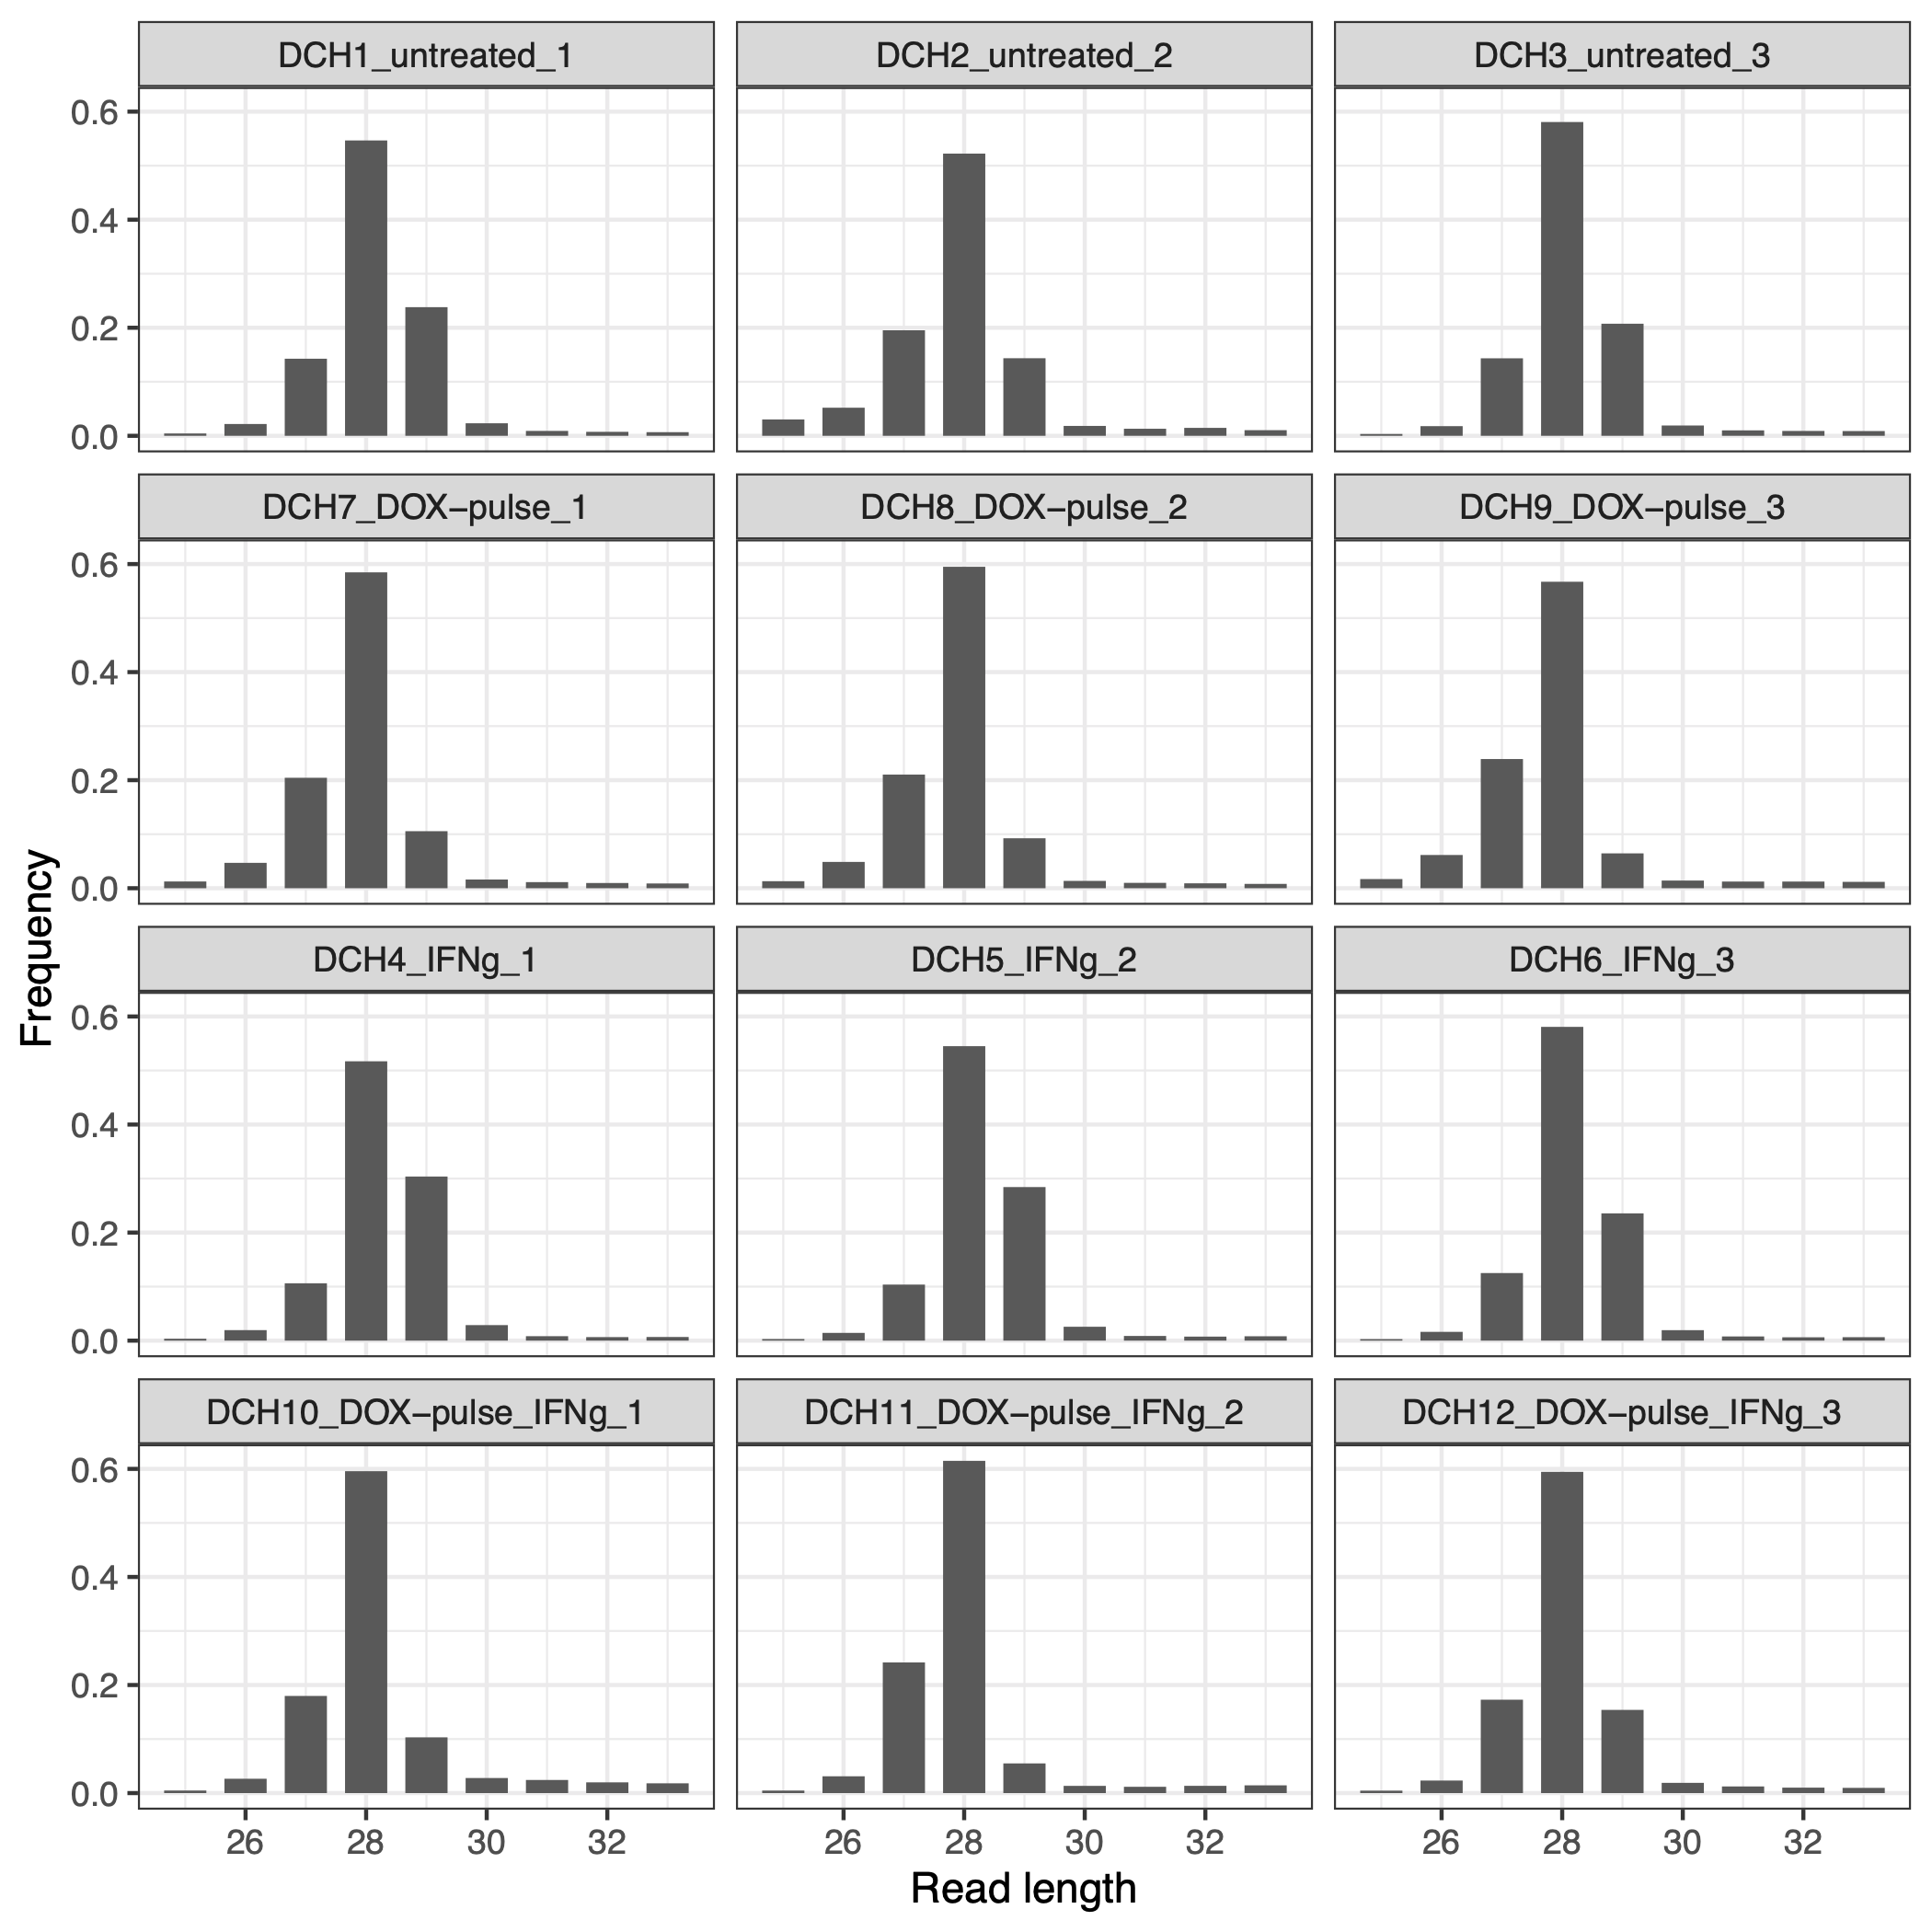 DCH1_untreated_1
DCH2_untreated_2
DCH3_untreated_3
0.6
0.4
0.2
0.0
DCH7_DOX−pulse_1
DCH8_DOX−pulse_2
DCH9_DOX−pulse_3
0.6
0.4
0.2
0.0
DCH4_IFNg_1
DCH5_IFNg_2
DCH6_IFNg_3
0.6
0.4
0.2
0.0
DCH10_DOX−pulse_IFNg_1
DCH11_DOX−pulse_IFNg_2
DCH12_DOX−pulse_IFNg_3
0.6
0.4
0.2
0.0
26 28 30 32
26 28 30 32
26 28 30 32
Read length
Frequency